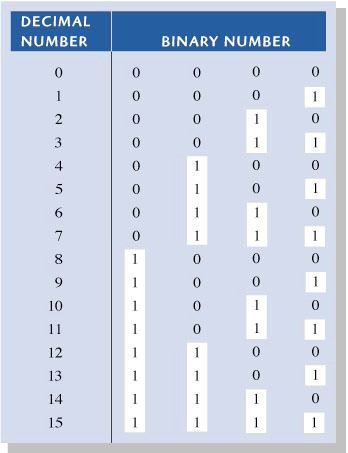 DECIMAL
NUMBER BINARY NUMBER
0 0 0 0 0
1 0 0 0 1
2 0 0 1 0
3 0 0 1 1
4 0 1 0 0
5 0 1 0 1
6 0 1 1 0
7 0 1 1 1
8 1 0 0 0
9 1 0 0 1
10 1 0 1 0
11 1 0 1 1
12 1 1 0 0
13 1 1 0 1
14 1 1 1 0
15 1 1 1 1